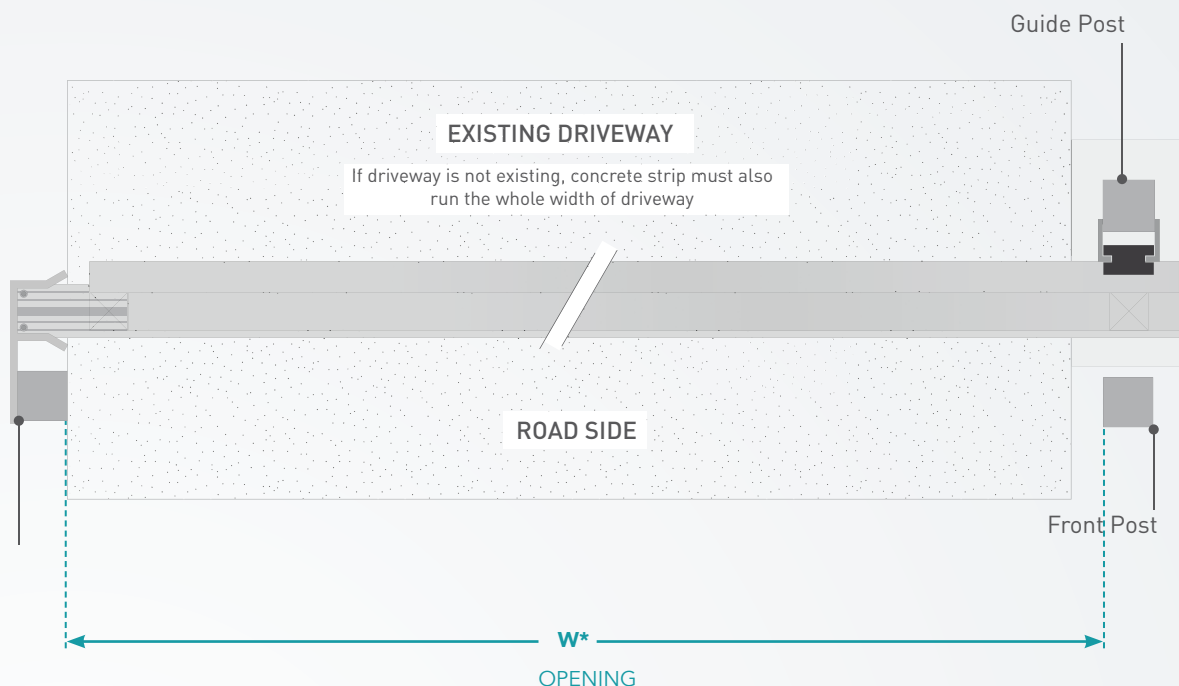 Guide Post
EXISTING DRIVEWAY
If driveway is not existing, concrete strip must also
run the whole width of driveway
ROAD SIDE
Front Post
W*
OPENING